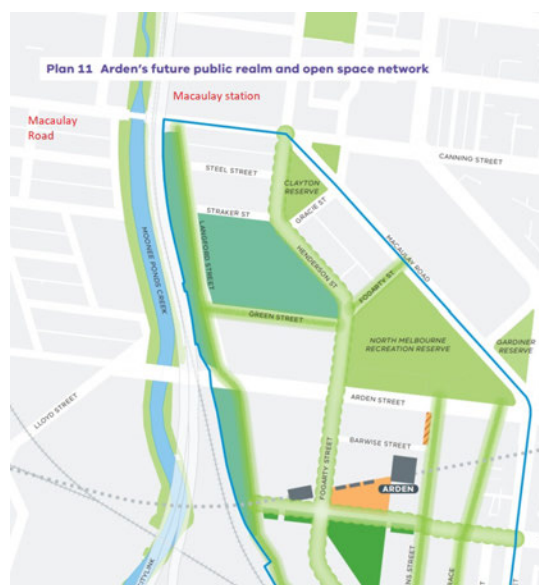 Plan 11 Arden's future public realm and open space network
Macaulay station
Macaulay
Road
CANNING STREET
STEEL STREET
CLAYTON
RESERVE
STRAKER ST
GRACIE ST
LANGFORD STREET
MOONEE PONDS CREEK
HENDERSON ST
MACAULAY ROAD
FOGARTY ST
GREEN STREET
NORTH MELBOURNE
RECREATION RESERVE
GARDINER
RESERVE
LLOYD STREET
ARDEN STREET
BARWISE STREET
FOGARTY STREET
ARDEN